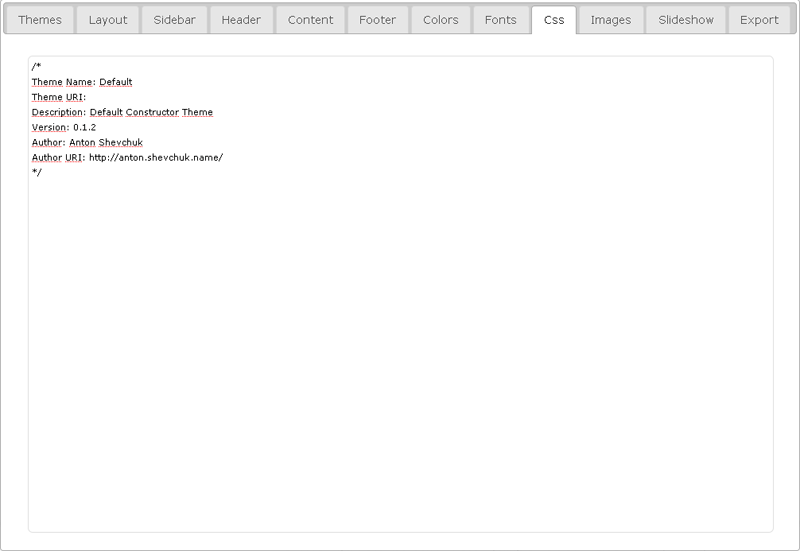 Themes Layout Sidebar Header Content Footer Colors Fonts Css Images Slideshow Export
/*
Theme Name: Default
Theme URI:
Description: Default Constructor Theme
Version: 0.1.2
Author: Anton Shevchuk
Author URI: http://anton.shevchuk.name/
*/